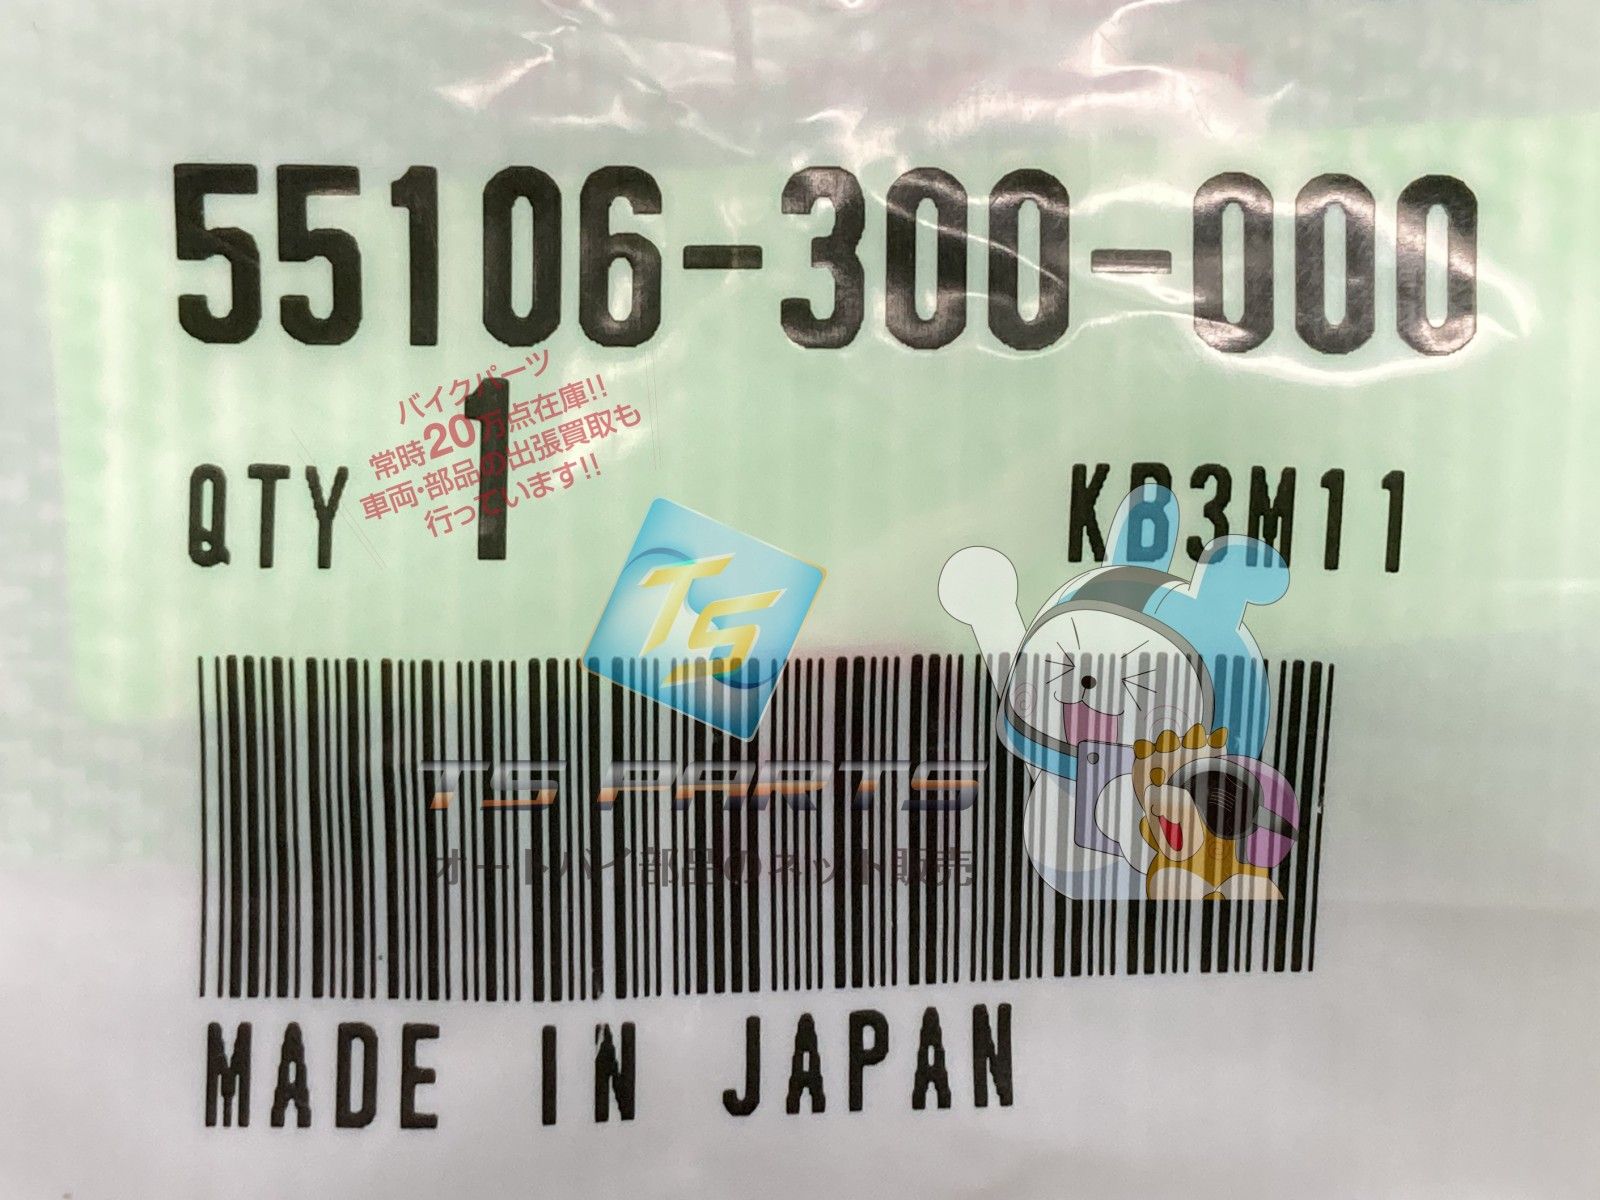 55106-300-000
バイクパーツ
常時20万点在庫!!
車両・部品の出張買取も
行っています!!
QTY 1 KB3M11
TS
TS PARTS
オートバイ部品のネット販売
MADE IN JAPAN